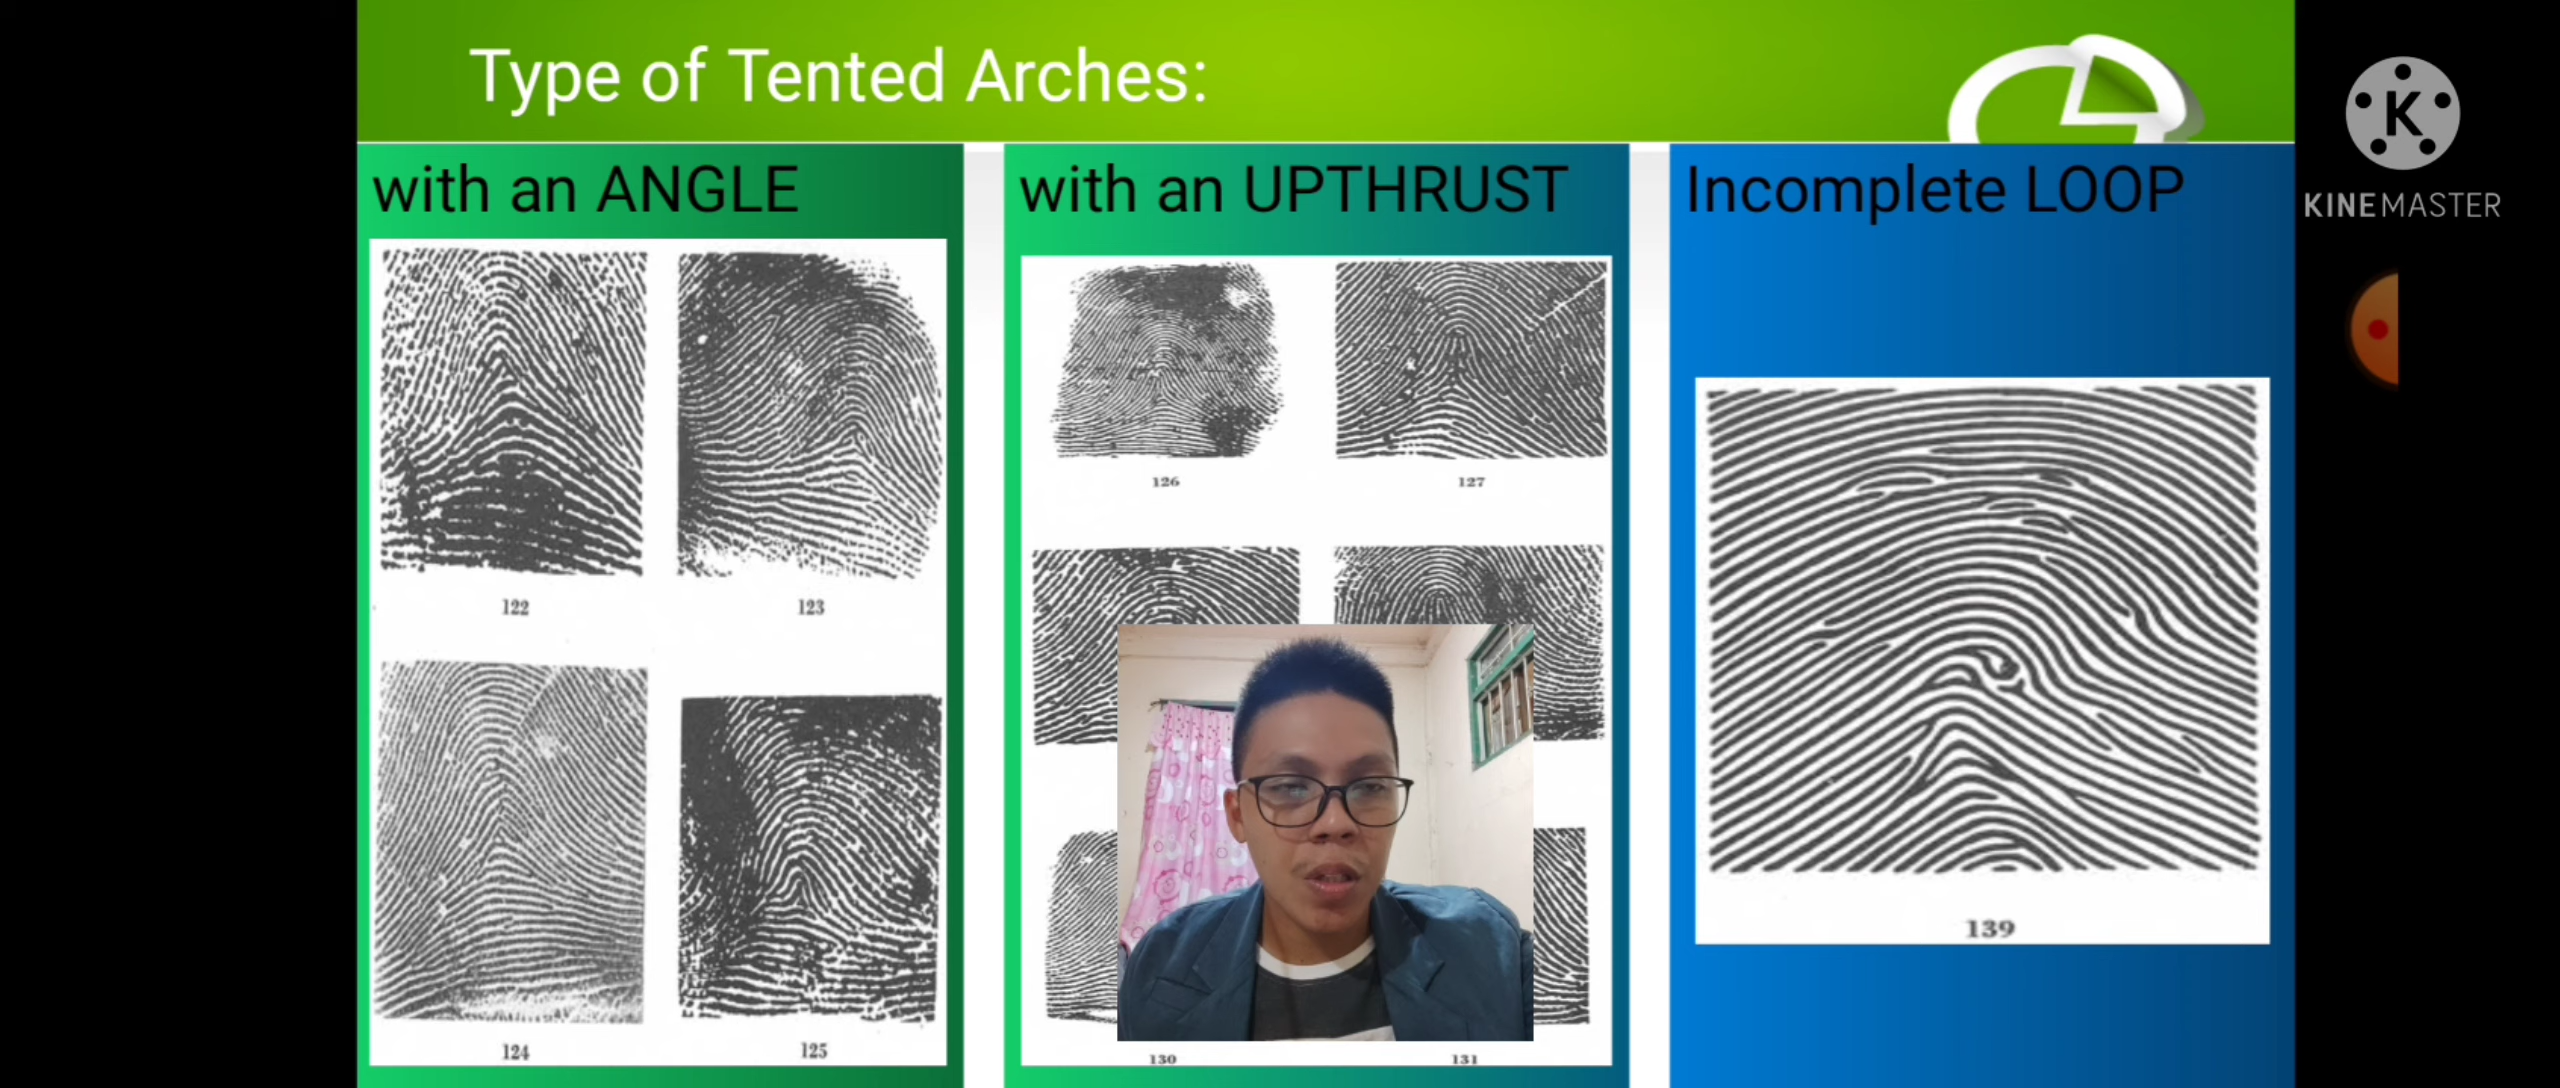 Type of Tented Arches:
with an ANGLE
122
123
124
125
with an UPTHRUST
126
127
130
131
Incomplete LOOP
139
K
KINEMASTER